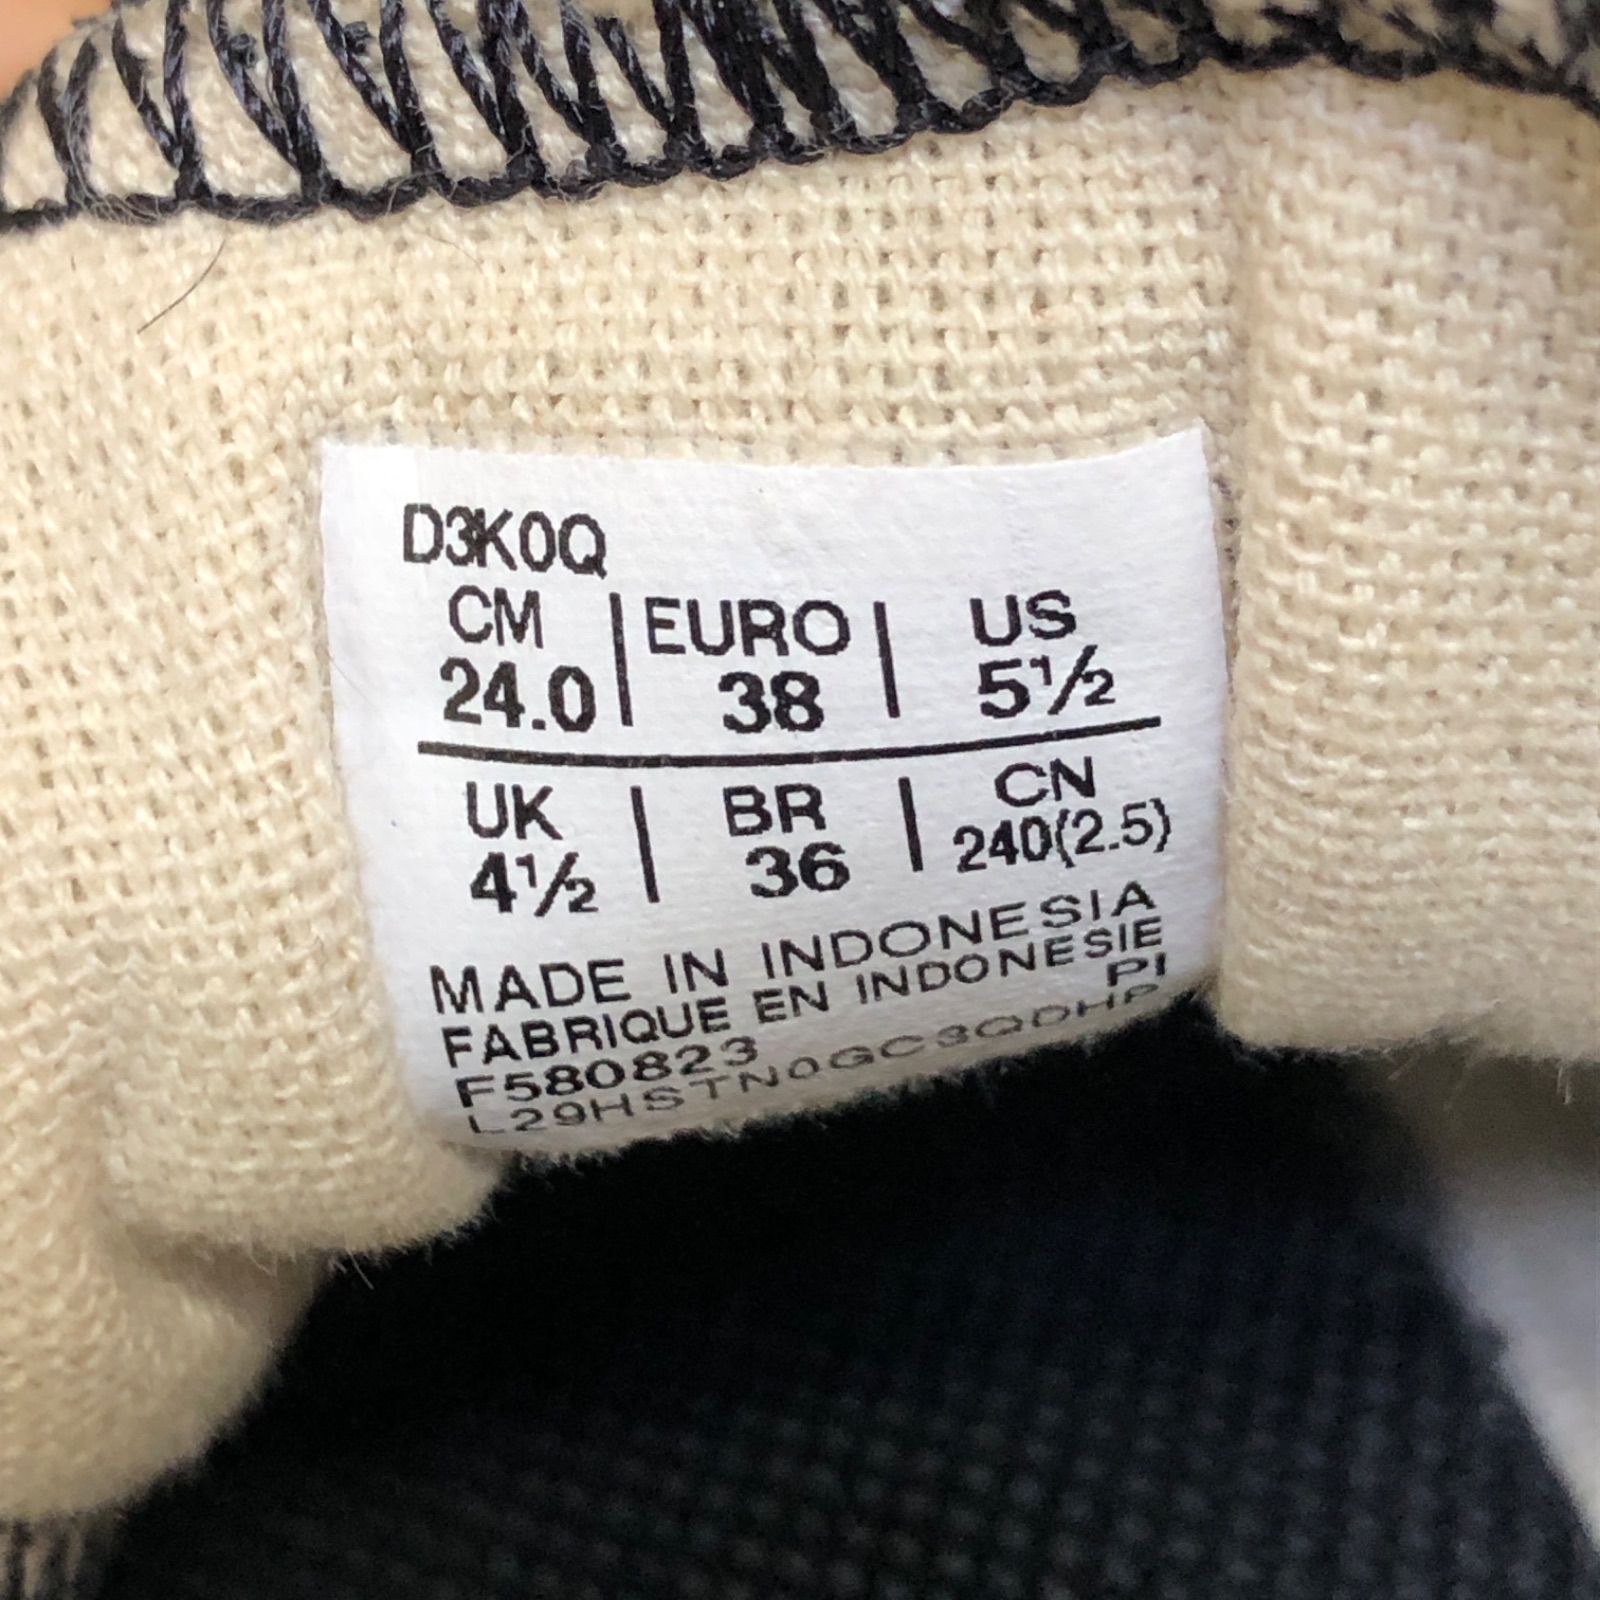 D3K0Q
CM | EURO | US
24.0 | 38 | 5½
UK | BR | CN
4½ | 36 | 240(2.5)
MADE IN INDONESIA
FABRIQUE EN INDONESIE
F580823 PI
L29HSTN0GC3QDHP